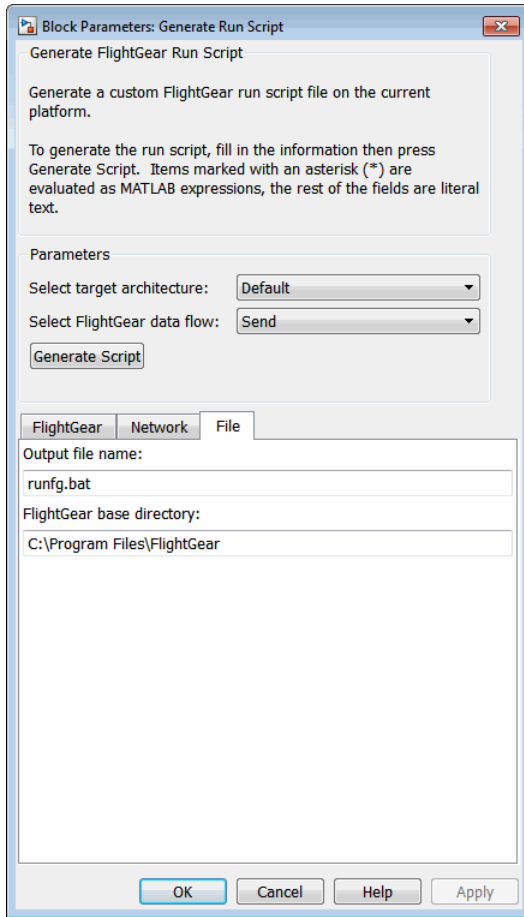 Block Parameters: Generate Run Script
Generate FlightGear Run Script
Generate a custom FlightGear run script file on the current
platform.
To generate the run script, fill in the information then press
Generate Script.  Items marked with an asterisk (*) are
evaluated as MATLAB expressions, the rest of the fields are literal
text.
Parameters
Select target architecture: Default
Select FlightGear data flow: Send
Generate Script
FlightGear Network File
Output file name:
runfg.bat
FlightGear base directory:
C:\Program Files\FlightGear
OK Cancel Help Apply